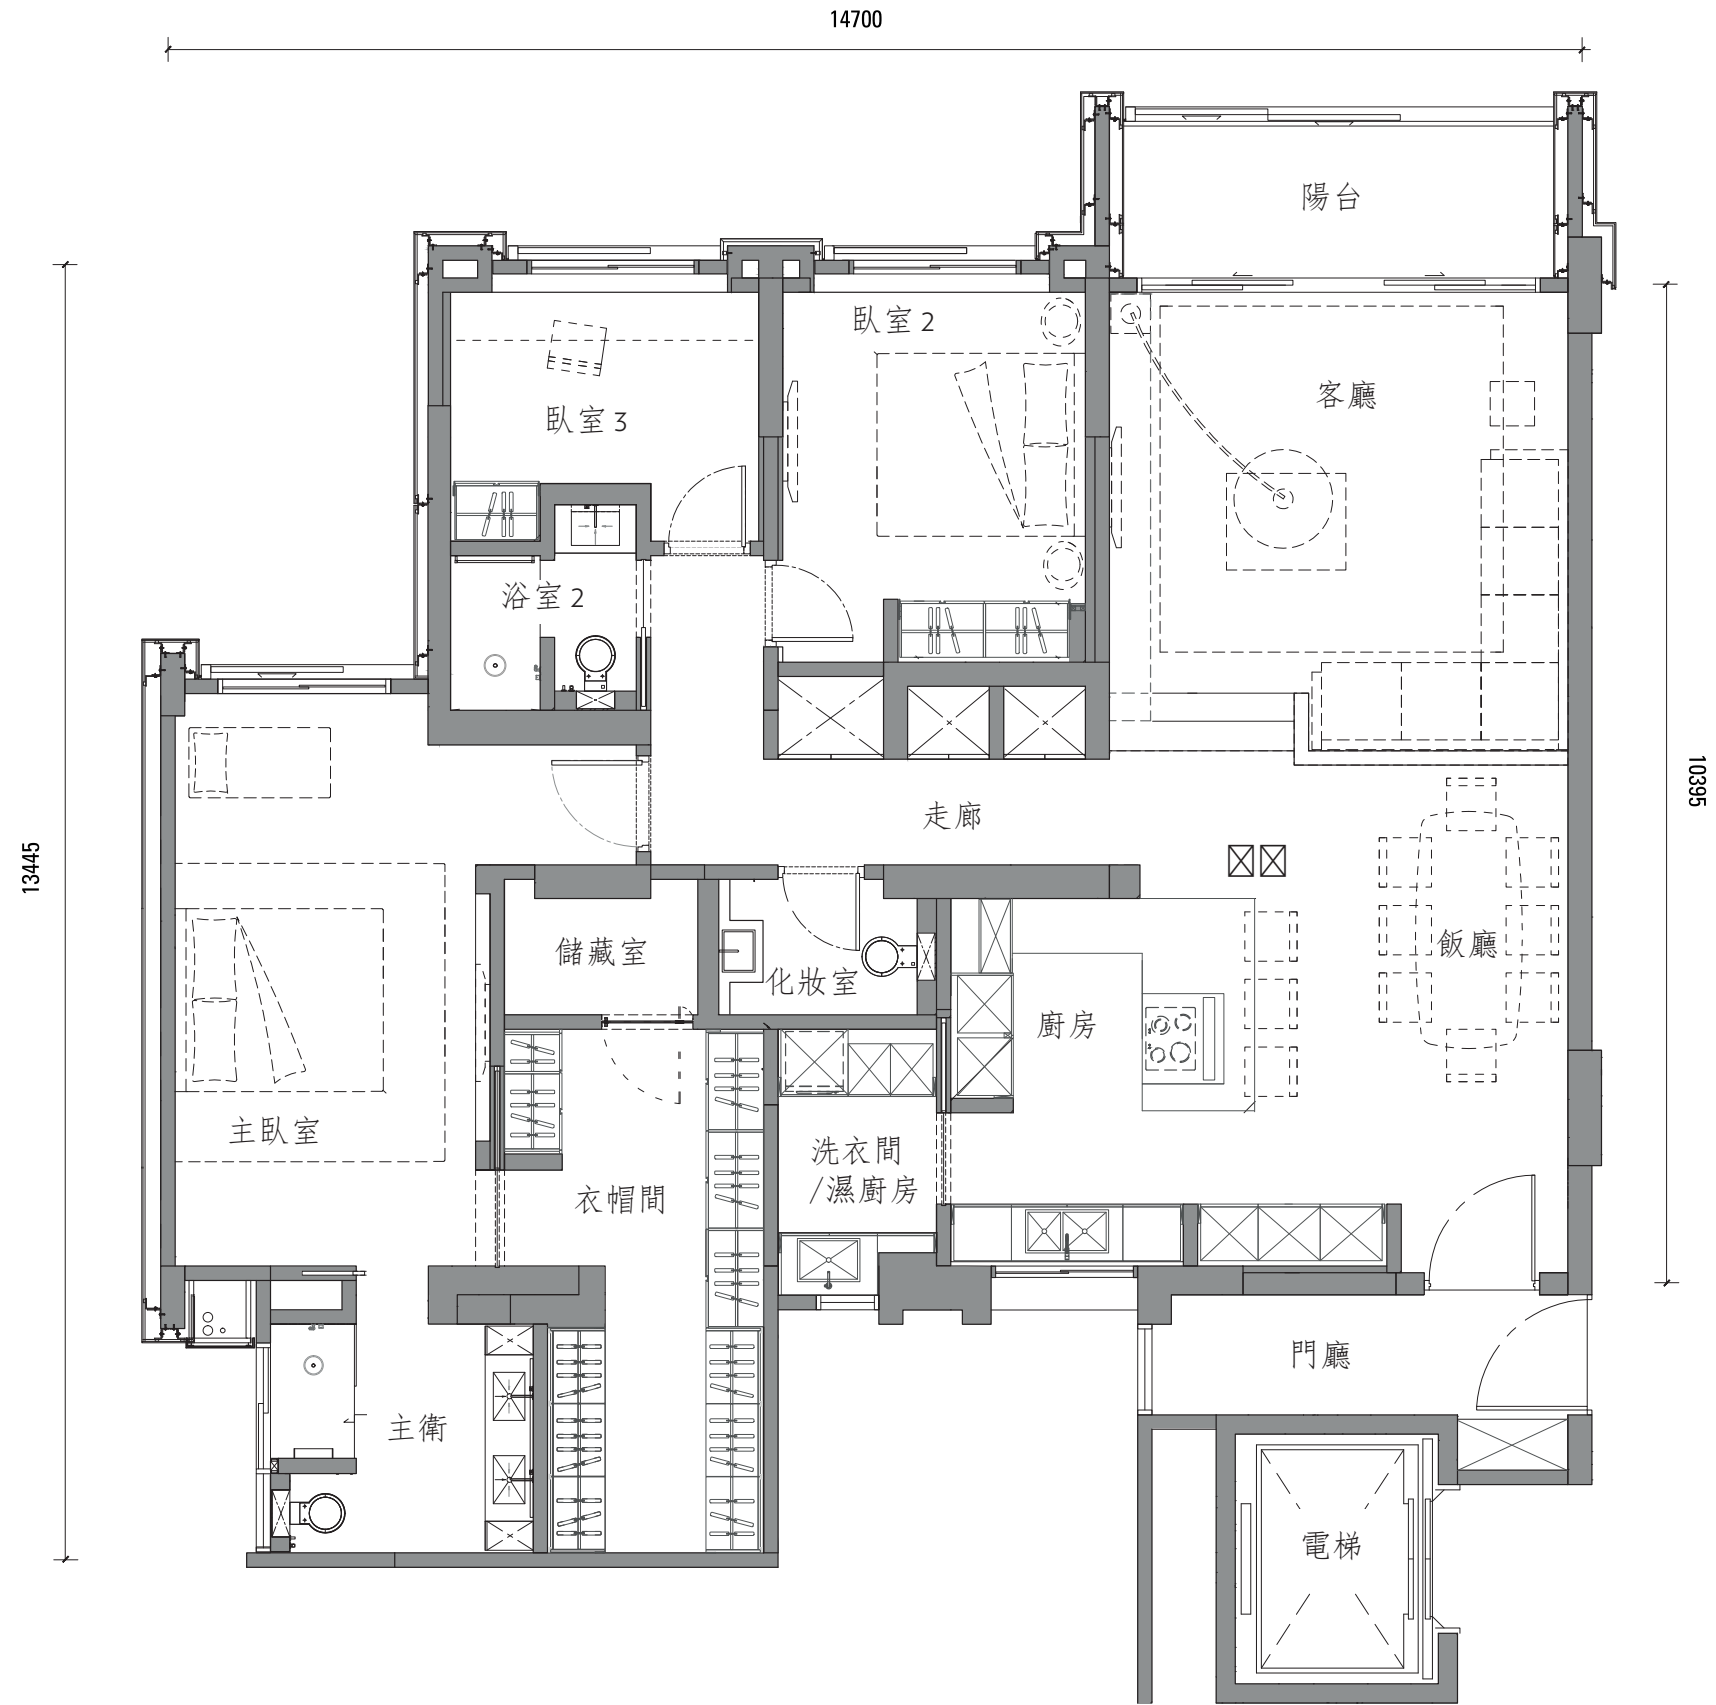 14700
陽台
臥室2
臥室3
客廳
浴室2
10395
走廊
13445
飯廳
儲藏室
化妝室
廚房
主臥室
洗衣間
/濕廚房
衣帽間
門廳
主衛
電梯